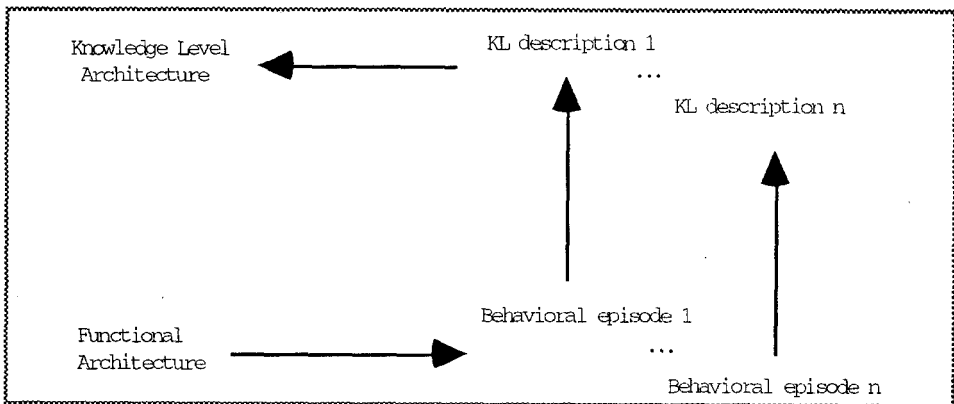 Knowledge Level
Architecture
KL description 1
...
KL description n
Functional
Architecture
Behavioral episode 1
...
Behavioral episode n